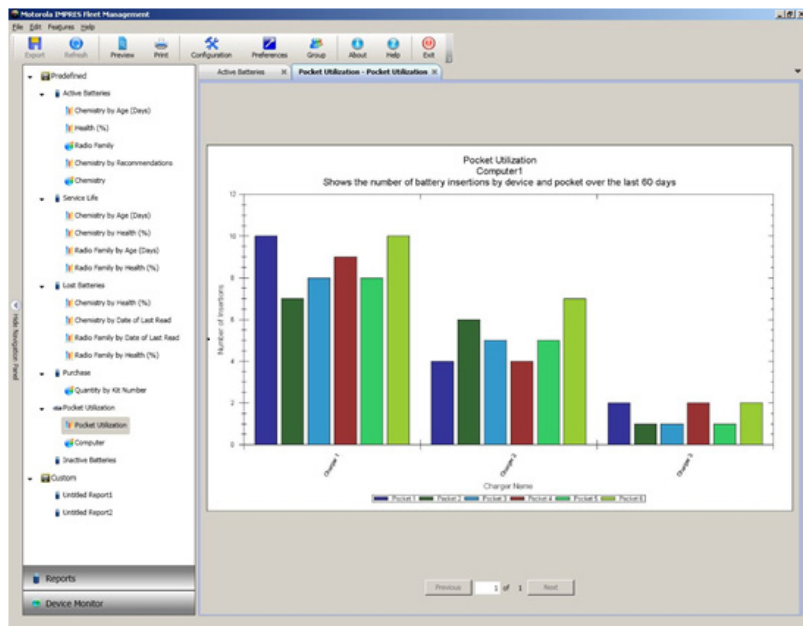 Motorola IMPRES Fleet Management
File Edit Features Help
Export Refresh Preview Print Configuration Preferences Group About Help Exit
Active Batteries X Pocket Utilization - Pocket Utilization X
Predefined
Active Batteries
Chemistry by Age (Days)
Health (%)
Radio Family
Chemistry by Recommendations
Chemistry
Service Life
Chemistry by Age (Days)
Chemistry by Health (%)
Radio Family by Age (Days)
Radio Family by Health (%)
Lost Batteries
Chemistry by Health (%)
Chemistry by Date of Last Read
Radio Family by Date of Last Read
Radio Family by Health (%)
Purchase
Quantity by Kit Number
Pocket Utilization
Pocket Utilization
Computer
Inactive Batteries
Custom
Untitled Report1
Untitled Report2
Reports
Device Monitor
Hide Navigation Panel
Pocket Utilization
Computer1
Shows the number of battery insertions by device and pocket over the last 60 days
Number of Insertions
12
10
8
6
4
2
0
Charger 1 Charger 2 Charger 3
Charger Name
Pocket 1 Pocket 2 Pocket 3 Pocket 4 Pocket 5 Pocket 6
Previous 1 of 1 Next